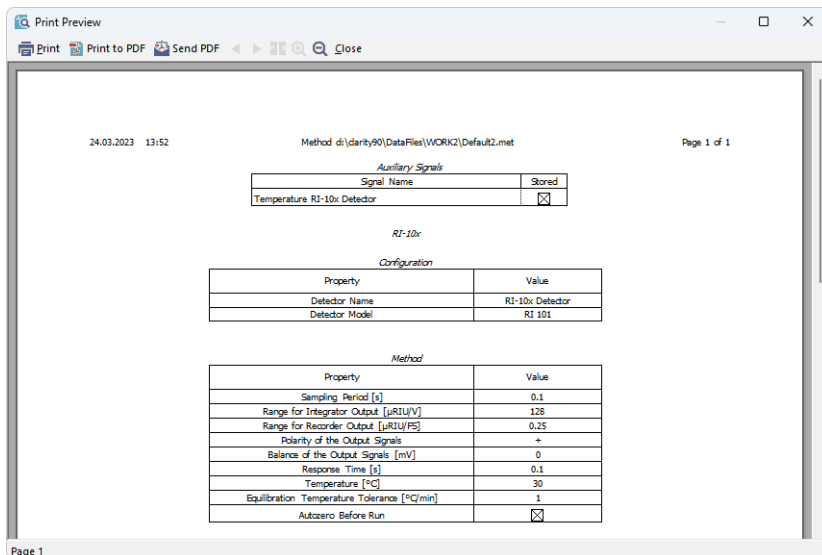 Print Preview
Print Print to PDF Send PDF Close
24.03.2023 13:52 Method d:\clarity90\DataFiles\WORK2\Default2.met Page 1 of 1
Auxiliary Signals
Signal Name Stored
Temperature RI-10x Detector
RI-10x
Configuration
Property Value
Detector Name RI-10x Detector
Detector Model RI 101
Method
Property Value
Sampling Period [s] 0.1
Range for Integrator Output [µRIU/V] 128
Range for Recorder Output [µRIU/FS] 0.25
Polarity of the Output Signals +
Balance of the Output Signals [mV] 0
Response Time [s] 0.1
Temperature [°C] 30
Equilibration Temperature Tolerance [°C/min] 1
Autozero Before Run
Page 1